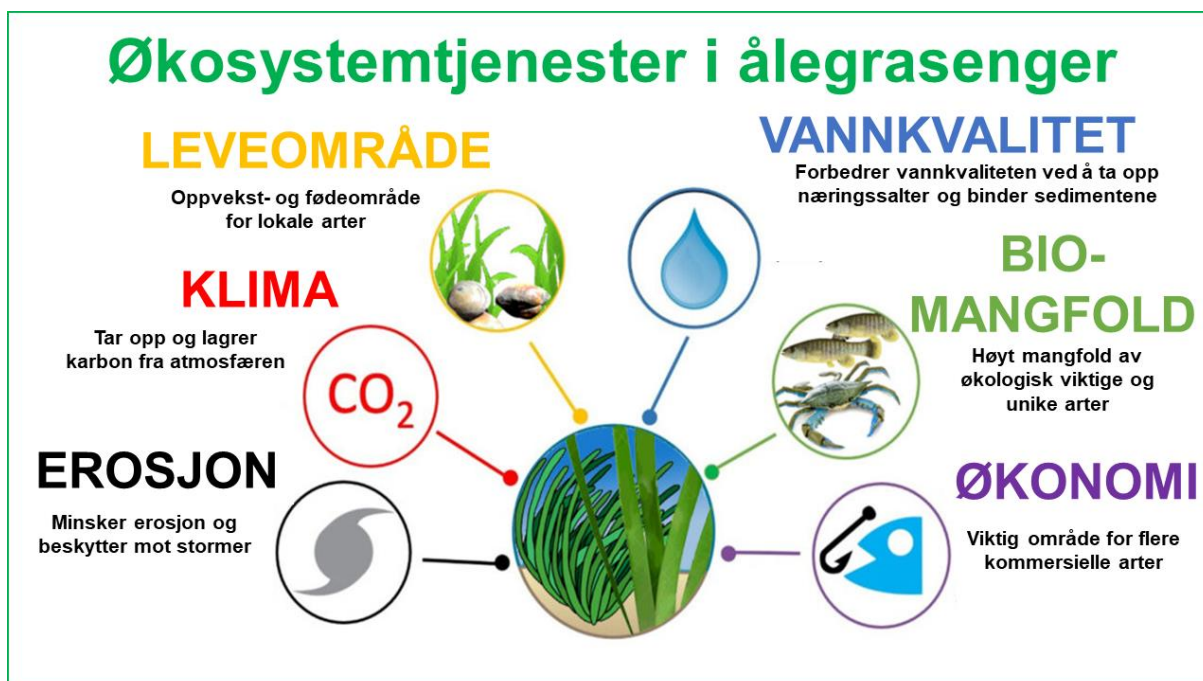 Økosystemtjenester i ålegrasenger
LEVEOMRÅDE
Oppvekst- og fødeområde
for lokale arter
VANNKVALITET
Forbedrer vannkvaliteten ved å ta opp
næringssalter og binder sedimentene
KLIMA
Tar opp og lagrer
karbon fra atmosfæren
CO₂
BIO-
MANGFOLD
Høyt mangfold av
økologisk viktige og
unike arter
EROSJON
Minsker erosjon og
beskytter mot stormer
ØKONOMI
Viktig område for flere
kommersielle arter